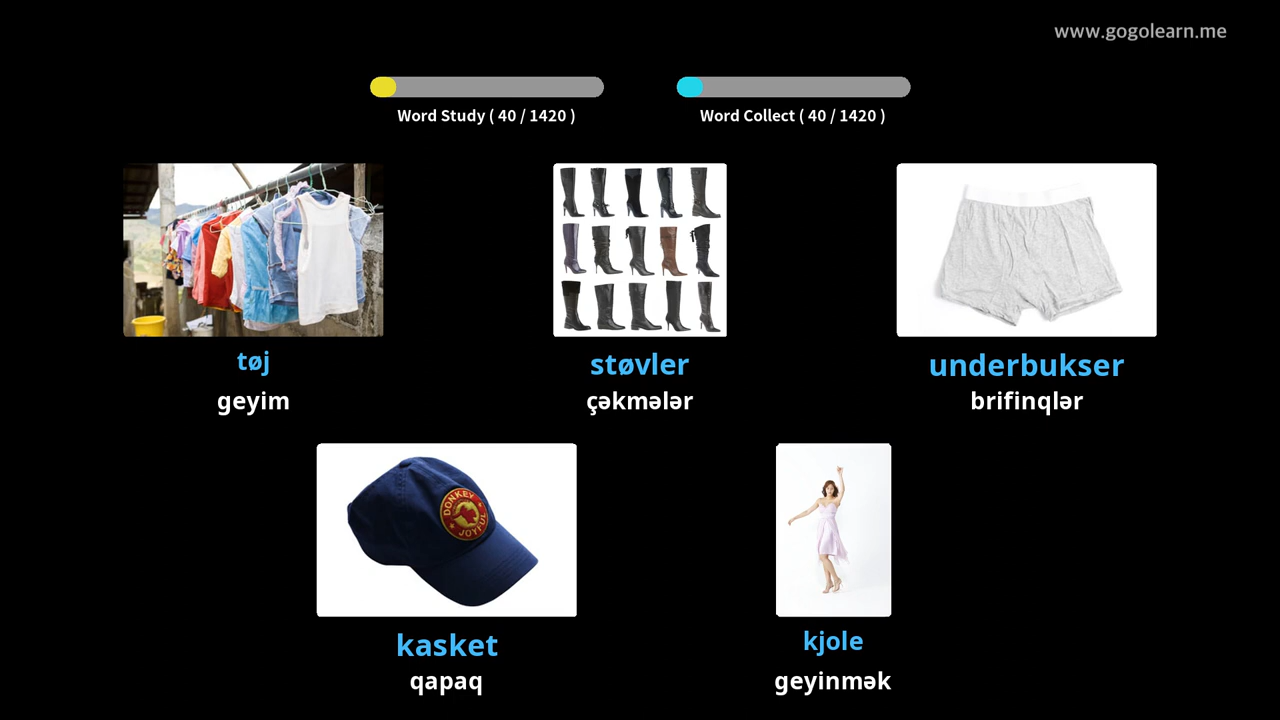 www.gogolearn.me
Word Study ( 40 / 1420 )
Word Collect ( 40 / 1420 )
tøj
støvler
underbukser
geyim
çəkmələr
brifinqlər
DONKEY
JOYFUL
kasket
kjole
qapaq
geyinmək